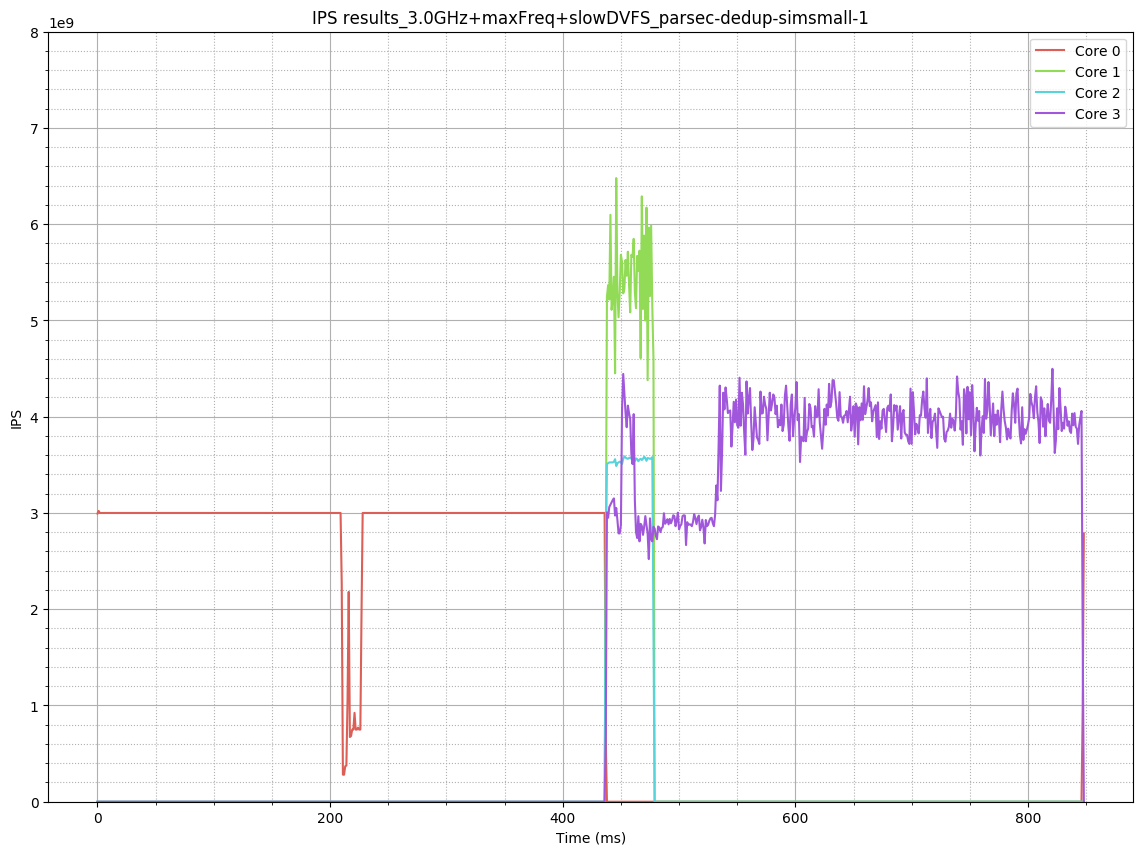 IPS results_3.0GHz+maxFreq+slowDVFS_parsec-dedup-simsmall-1
1e9
8
7
6
5
4
3
2
1
0
IPS
0 200 400 600 800
Time (ms)
Core 0
Core 1
Core 2
Core 3